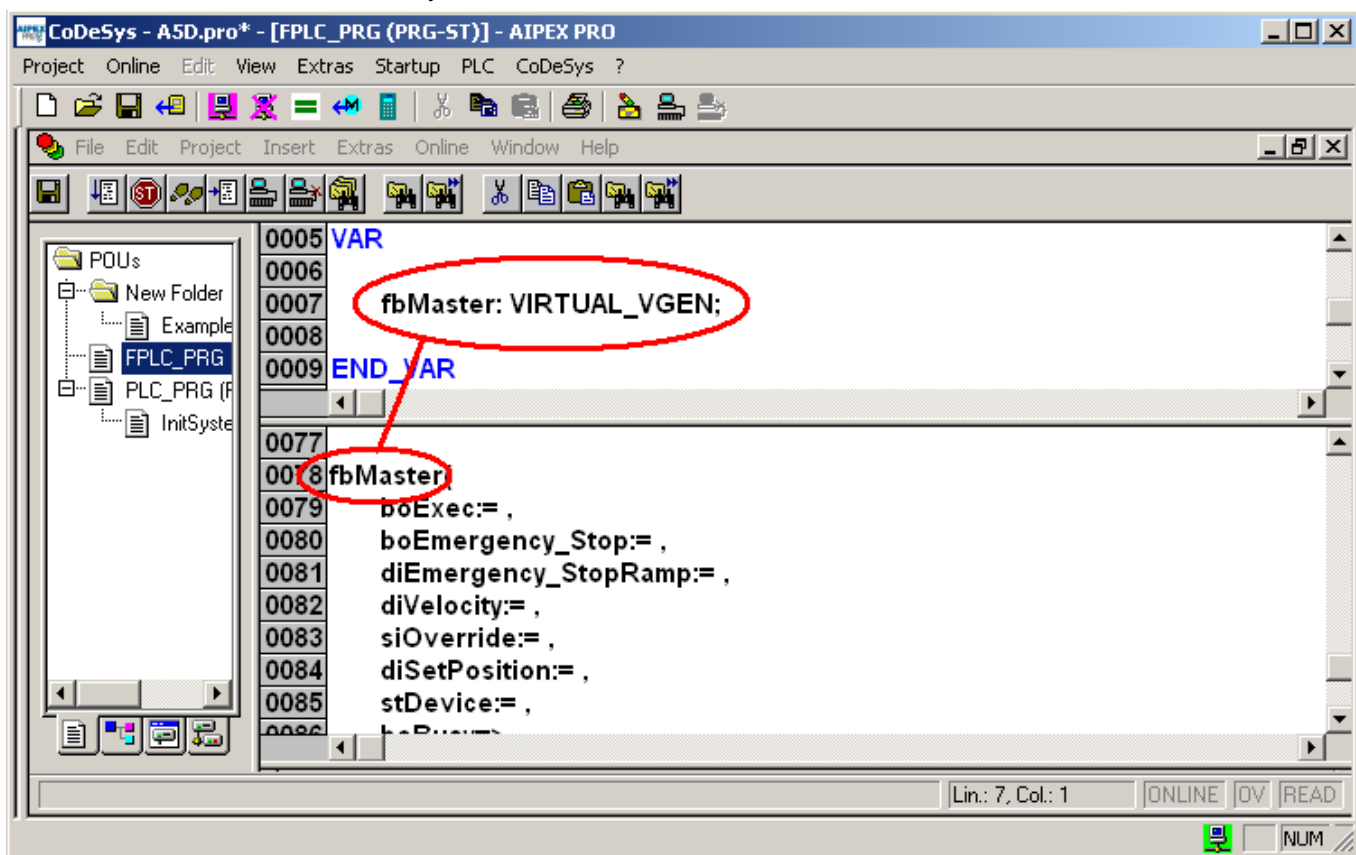 CoDeSys - A5D.pro* - [FPLC_PRG (PRG-ST)] - AIPEX PRO
Project Online Edit View Extras Startup PLC CoDeSys ?
File Edit Project Insert Extras Online Window Help
POUs
New Folder
Example
FPLC_PRG
PLC_PRG (F
InitSyste
0005 VAR
0006
0007 fbMaster: VIRTUAL_VGEN;
0008
0009 END_VAR
0077
0078 fbMaster(
0079 boExec:= ,
0080 boEmergency_Stop:= ,
0081 diEmergency_StopRamp:= ,
0082 diVelocity:= ,
0083 siOverride:= ,
0084 diSetPosition:= ,
0085 stDevice:= ,
0086 boBusy=>
Lin.: 7, Col.: 1 ONLINE OV READ
NUM